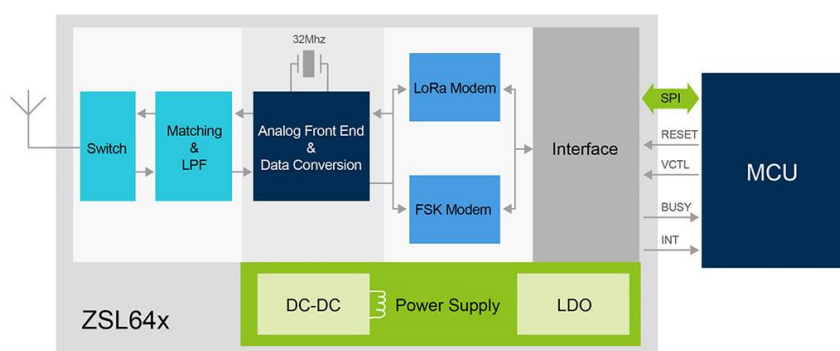 32Mhz
Switch
Matching
&
LPF
Analog Front End
&
Data Conversion
LoRa Modem
FSK Modem
Interface
SPI
RESET
VCTL
BUSY
INT
MCU
DC-DC
Power Supply
LDO
ZSL64x